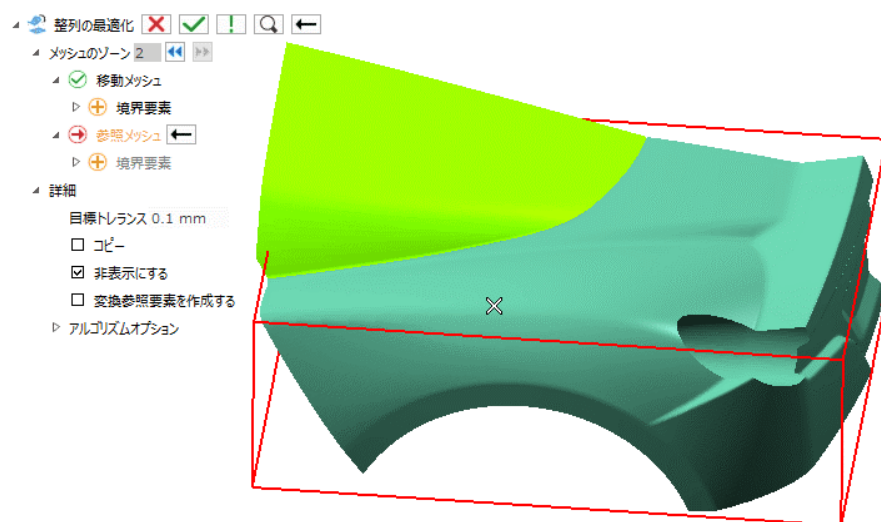 整列の最適化
メッシュのゾーン 2
移動メッシュ
境界要素
参照メッシュ
境界要素
詳細
目標トレランス 0.1 mm
コピー
非表示にする
変換参照要素を作成する
アルゴリズムオプション